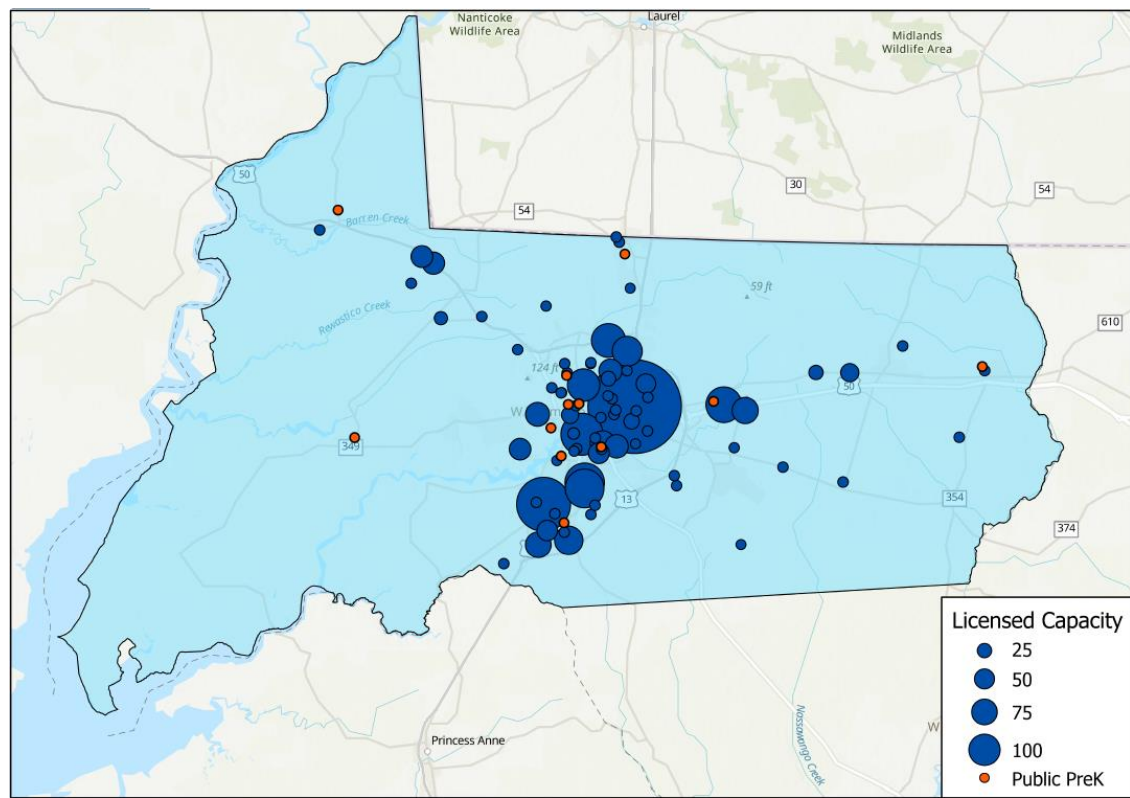 Nanticoke
Wildlife Area
Laurel
Midlands
Wildlife Area
50
30
54
54
Barren Creek
59 ft
610
Rewastico Creek
124 ft
50
349
13
354
374
Princess Anne
Nassawango Creek
Licensed Capacity
25
50
75
100
Public PreK